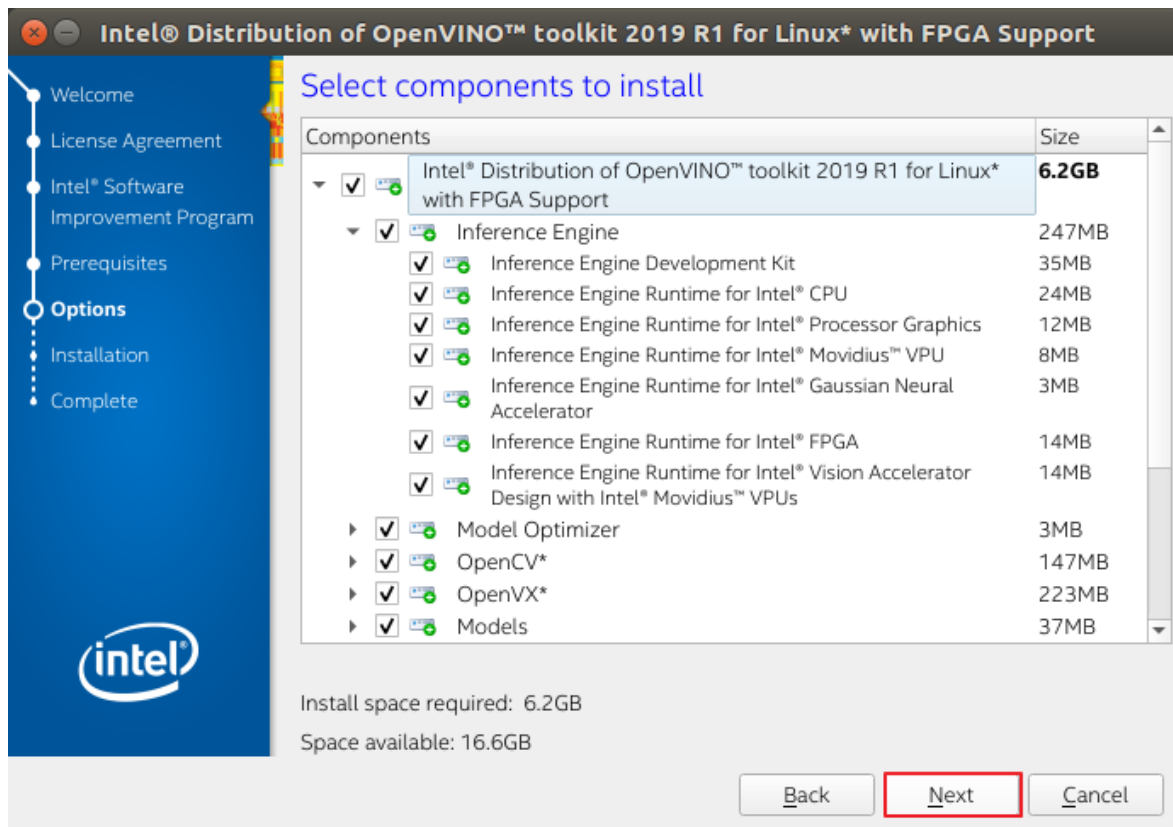 Intel® Distribution of OpenVINO™ toolkit 2019 R1 for Linux* with FPGA Support
Welcome
License Agreement
Intel® Software
Improvement Program
Prerequisites
Options
Installation
Complete
intel®
Select components to install
Components Size
Intel® Distribution of OpenVINO™ toolkit 2019 R1 for Linux* 6.2GB
with FPGA Support
Inference Engine 247MB
Inference Engine Development Kit 35MB
Inference Engine Runtime for Intel® CPU 24MB
Inference Engine Runtime for Intel® Processor Graphics 12MB
Inference Engine Runtime for Intel® Movidius™ VPU 8MB
Inference Engine Runtime for Intel® Gaussian Neural 3MB
Accelerator
Inference Engine Runtime for Intel® FPGA 14MB
Inference Engine Runtime for Intel® Vision Accelerator 14MB
Design with Intel® Movidius™ VPUs
Model Optimizer 3MB
OpenCV* 147MB
OpenVX* 223MB
Models 37MB
Install space required: 6.2GB
Space available: 16.6GB
Back Next Cancel